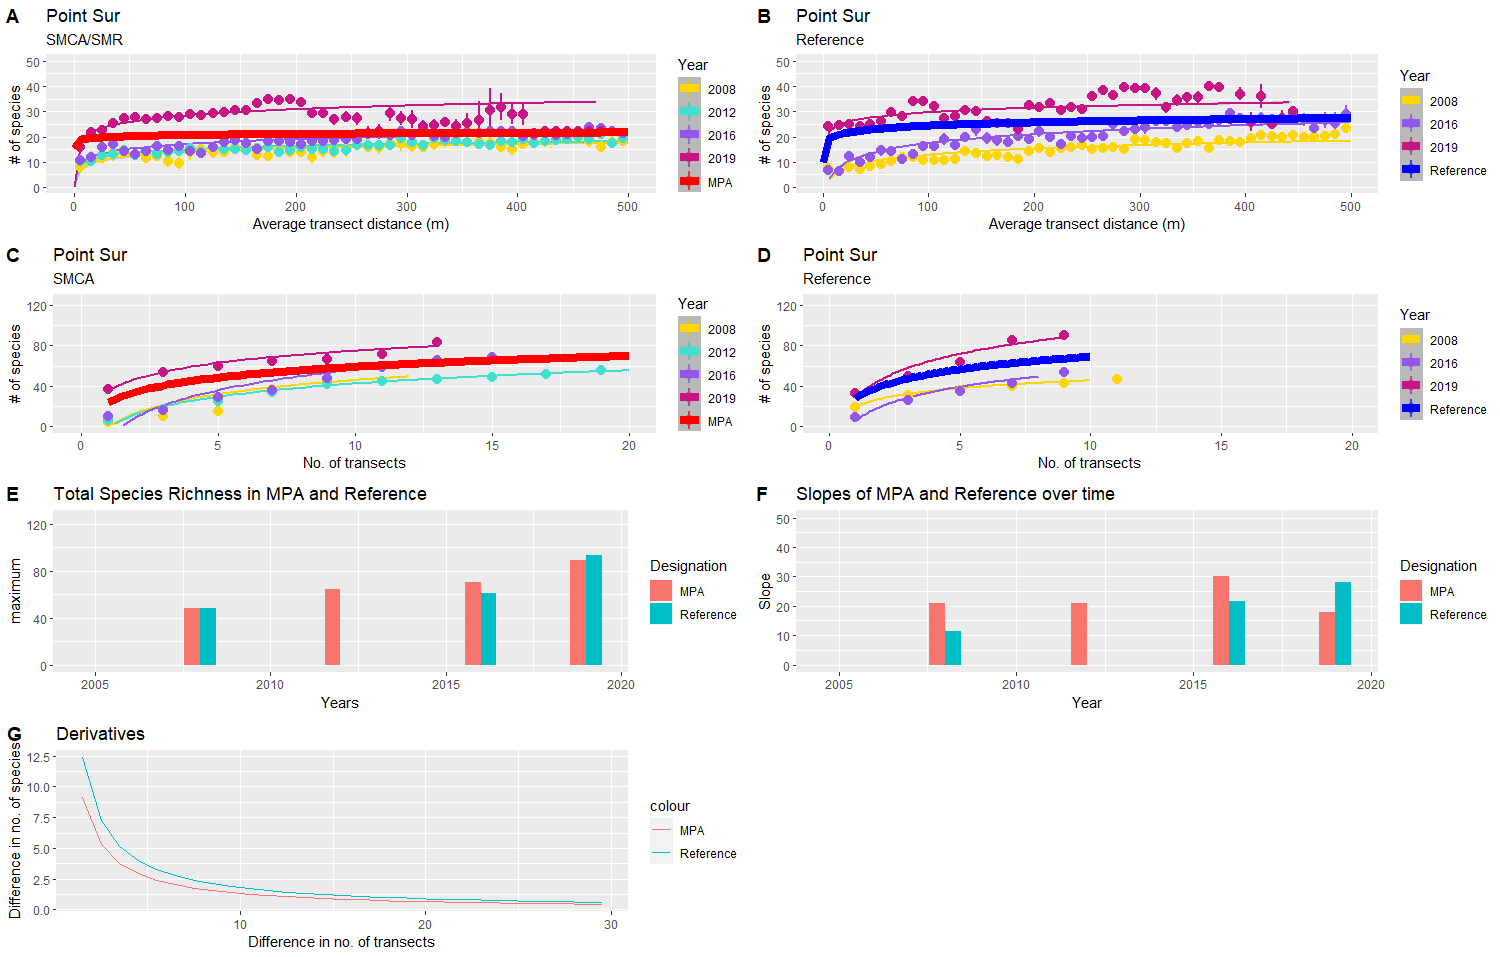 A
Point Sur
SMCA/SMR
# of species
50
40
30
20
10
0
0 100 200 300 400 500
Average transect distance (m)
Year
2008
2012
2016
2019
MPA
B
Point Sur
Reference
# of species
50
40
30
20
10
0
0 100 200 300 400 500
Average transect distance (m)
Year
2008
2016
2019
Reference
C
Point Sur
SMCA
# of species
120
80
40
0
0 5 10 15 20
No. of transects
Year
2008
2012
2016
2019
MPA
D
Point Sur
Reference
# of species
120
80
40
0
0 5 10 15 20
No. of transects
Year
2008
2016
2019
Reference
E
Total Species Richness in MPA and Reference
maximum
120
80
40
0
2005 2010 2015 2020
Years
Designation
MPA
Reference
F
Slopes of MPA and Reference over time
Slope
50
40
30
20
10
0
2005 2010 2015 2020
Year
Designation
MPA
Reference
G
Derivatives
Difference in no. of species
12.5
10.0
7.5
5.0
2.5
0.0
10 20 30
Difference in no. of transects
colour
MPA
Reference